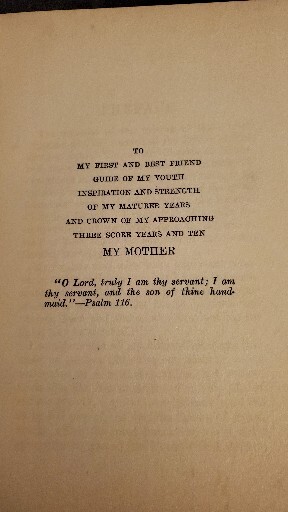 TO
MY FIRST AND BEST FRIEND
GUIDE OF MY YOUTH
INSPIRATION AND STRENGTH
OF MY MATURER YEARS
AND CROWN OF MY APPROACHING
THREE SCORE YEARS AND TEN
MY MOTHER
"O Lord, truly I am thy servant; I am
thy servant, and the son of thine hand-
maid."—Psalm 116.